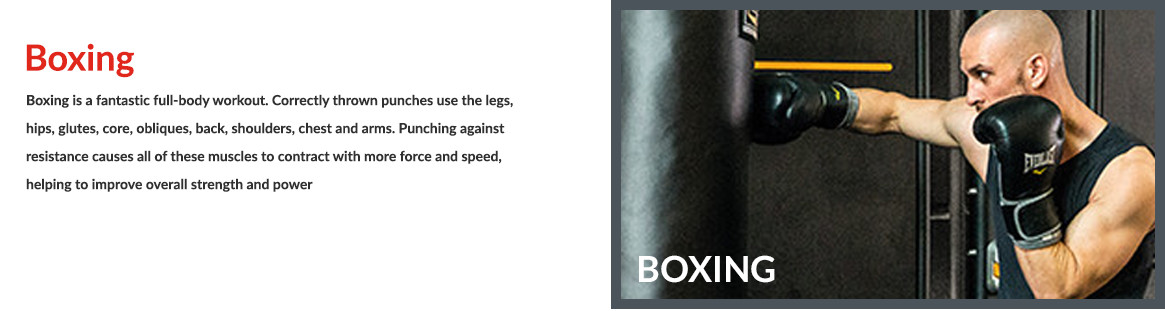 Boxing
Boxing is a fantastic full-body workout. Correctly thrown punches use the legs,
hips, glutes, core, obliques, back, shoulders, chest and arms. Punching against
resistance causes all of these muscles to contract with more force and speed,
helping to improve overall strength and power
EVERLAST
BOXING